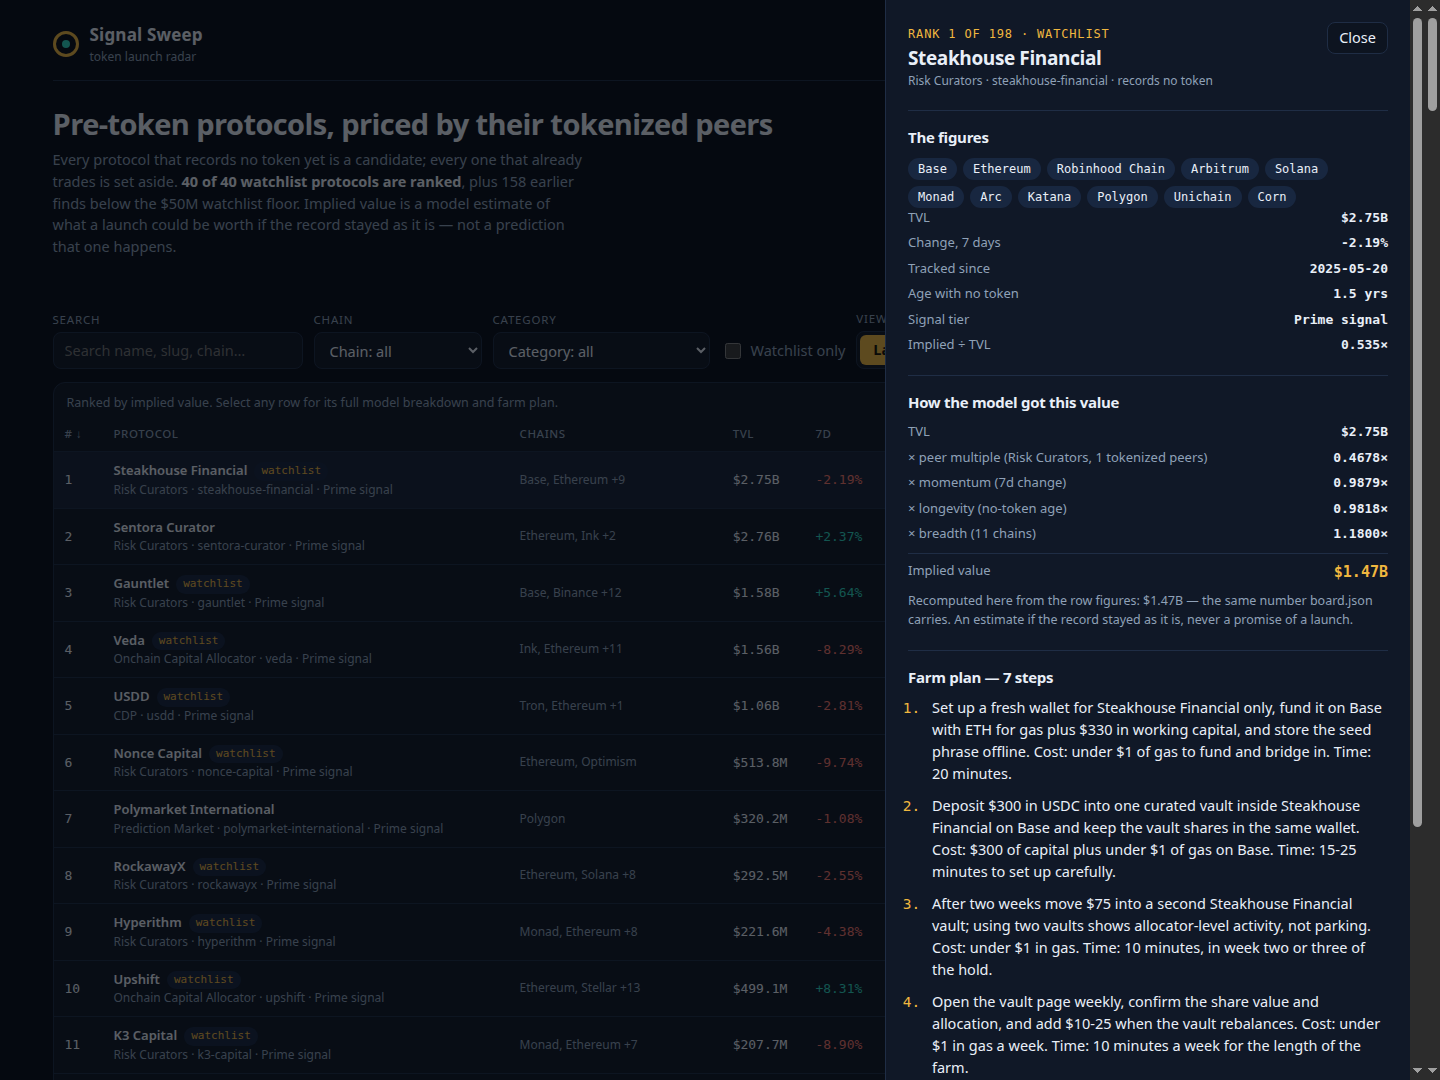 Signal Sweep
token launch radar
Pre-token protocols, priced by their tokenized peers
Every protocol that records no token yet is a candidate; every one that already
trades is set aside. 40 of 40 watchlist protocols are ranked, plus 158 earlier
finds below the $50M watchlist floor. Implied value is a model estimate of
what a launch could be worth if the record stayed as it is — not a prediction
that one happens.
SEARCH CHAIN CATEGORY VIEW
Search name, slug, chain... Chain: all Category: all Watchlist only
Ranked by implied value. Select any row for its full model breakdown and farm plan.
# ↓ PROTOCOL CHAINS TVL 7D
1 Steakhouse Financial watchlist Base, Ethereum +9 $2.75B -2.19%
Risk Curators · steakhouse-financial · Prime signal
2 Sentora Curator Ethereum, Ink +2 $2.76B +2.37%
Risk Curators · sentora-curator · Prime signal
3 Gauntlet watchlist Base, Binance +12 $1.58B +5.64%
Risk Curators · gauntlet · Prime signal
4 Veda watchlist Ink, Ethereum +11 $1.56B -8.29%
Onchain Capital Allocator · veda · Prime signal
5 USDD watchlist Tron, Ethereum +1 $1.06B -2.81%
CDP · usdd · Prime signal
6 Nonce Capital watchlist Ethereum, Optimism $513.8M -9.74%
Risk Curators · nonce-capital · Prime signal
7 Polymarket International Polygon $320.2M -1.08%
Prediction Market · polymarket-international · Prime signal
8 RockawayX watchlist Ethereum, Solana +8 $292.5M -2.55%
Risk Curators · rockawayx · Prime signal
9 Hyperithm watchlist Monad, Ethereum +8 $221.6M -4.38%
Risk Curators · hyperithm · Prime signal
10 Upshift watchlist Ethereum, Stellar +13 $499.1M +8.31%
Onchain Capital Allocator · upshift · Prime signal
11 K3 Capital watchlist Monad, Ethereum +7 $207.7M -8.90%
Risk Curators · k3-capital · Prime signal
RANK 1 OF 198 · WATCHLIST
Close
Steakhouse Financial
Risk Curators · steakhouse-financial · records no token
The figures
Base Ethereum Robinhood Chain Arbitrum Solana
Monad Arc Katana Polygon Unichain Corn
TVL $2.75B
Change, 7 days -2.19%
Tracked since 2025-05-20
Age with no token 1.5 yrs
Signal tier Prime signal
Implied ÷ TVL 0.535×
How the model got this value
TVL $2.75B
× peer multiple (Risk Curators, 1 tokenized peers) 0.4678×
× momentum (7d change) 0.9879×
× longevity (no-token age) 0.9818×
× breadth (11 chains) 1.1800×
Implied value $1.47B
Recomputed here from the row figures: $1.47B — the same number board.json
carries. An estimate if the record stayed as it is, never a promise of a launch.
Farm plan — 7 steps
1. Set up a fresh wallet for Steakhouse Financial only, fund it on Base
with ETH for gas plus $330 in working capital, and store the seed
phrase offline. Cost: under $1 of gas to fund and bridge in. Time:
20 minutes.
2. Deposit $300 in USDC into one curated vault inside Steakhouse
Financial on Base and keep the vault shares in the same wallet.
Cost: $300 of capital plus under $1 of gas on Base. Time: 15-25
minutes to set up carefully.
3. After two weeks move $75 into a second Steakhouse Financial
vault; using two vaults shows allocator-level activity, not parking.
Cost: under $1 in gas. Time: 10 minutes, in week two or three of
the hold.
4. Open the vault page weekly, confirm the share value and
allocation, and add $10-25 when the vault rebalances. Cost: under
$1 in gas a week. Time: 10 minutes a week for the length of the
farm.